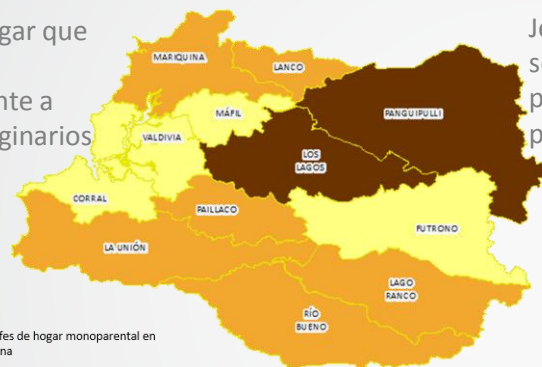 gar que
nte a
ginarios
Je
s
p
p
MARIQUINA
LANCO
PANGUIPULLI
MÁFIL
VALDIVIA
LOS
LAGOS
CORRAL
PAILLACO
FUTRONO
LA UNIÓN
LAGO
RANCO
RÍO
BUENO
fes de hogar monoparental en
na